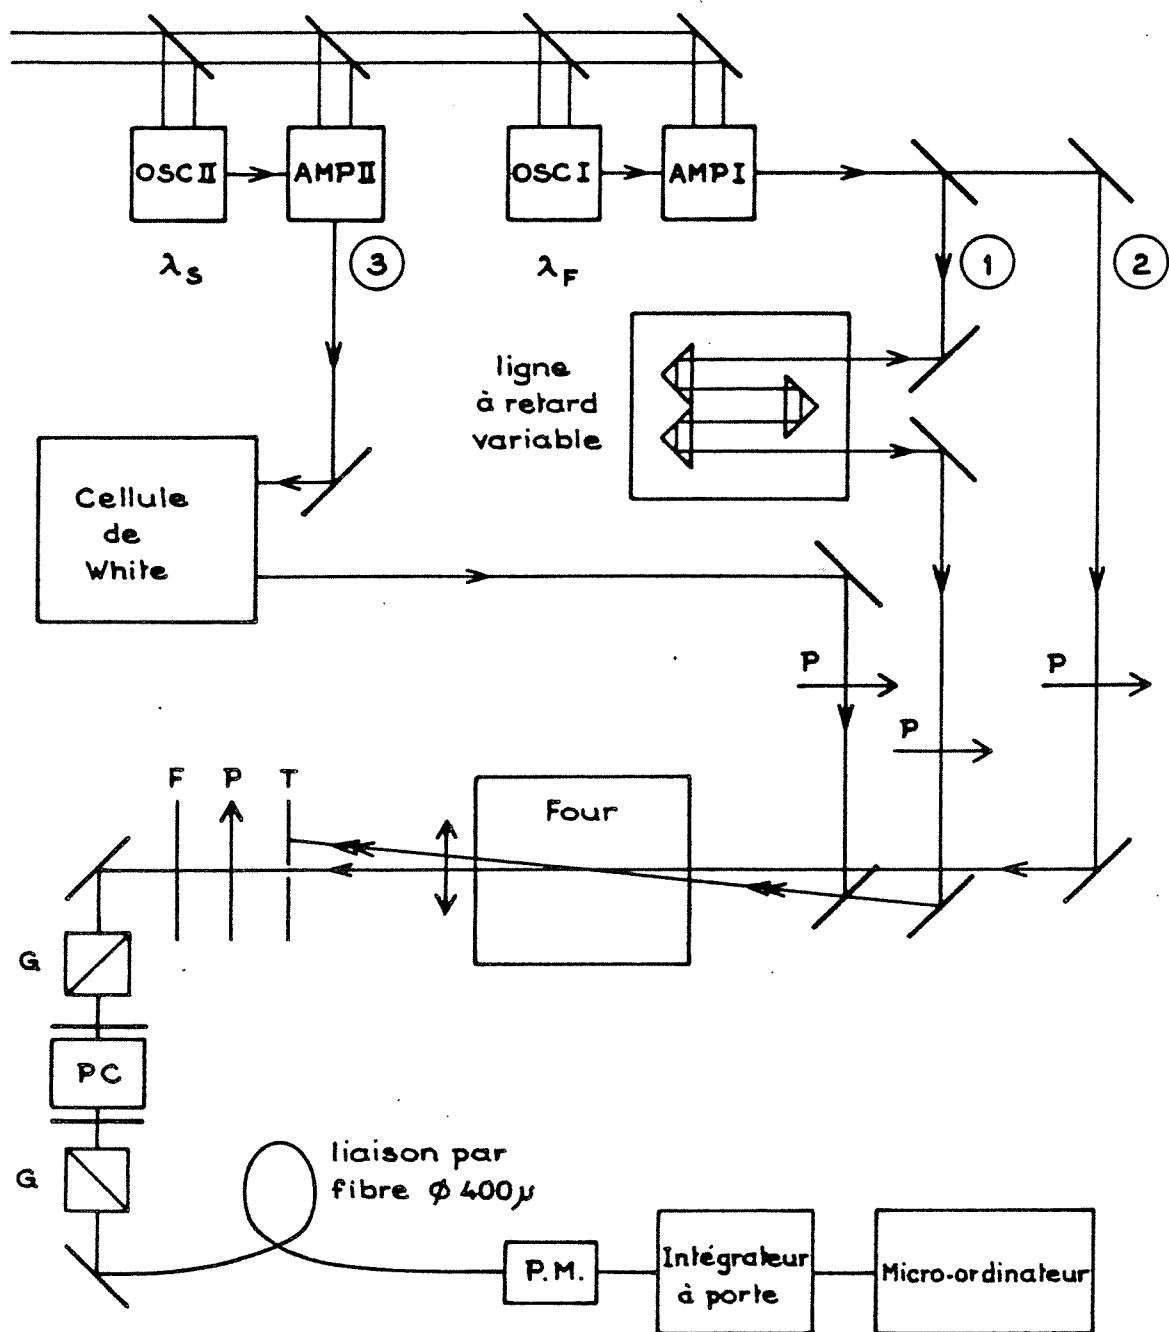 OSC II
AMP II
OSC I
AMP I
λS
3
λF
1
2
ligne
à retard
variable
Cellule
de
White
P
P
P
F
P
T
Four
G
PC
G
liaison par
fibre ϕ 400μ
P.M.
Intégrateur
à porte
Micro-ordinateur